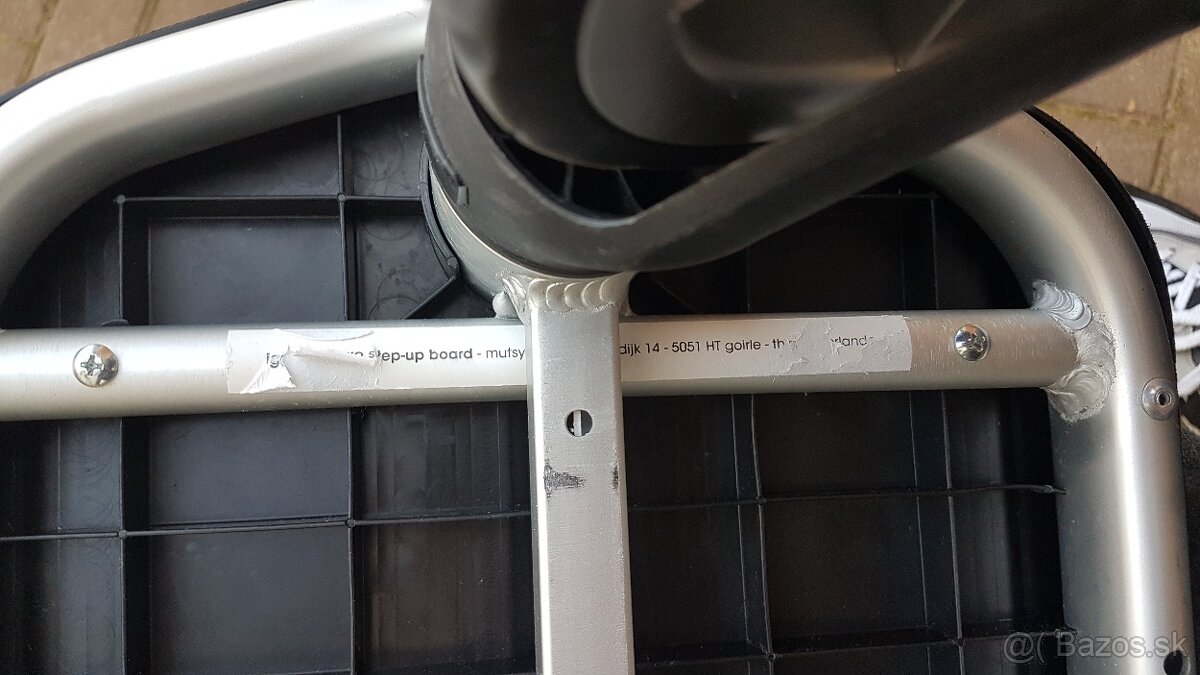 step-up board - mutsy dijk 14 - 5051 HT goirle - th
@( Bazos.sk